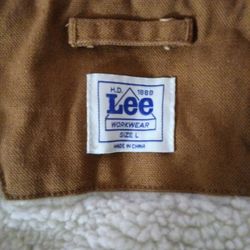 H.D. 1889
Lee
WORKWEAR
SIZE L
MADE IN CHINA